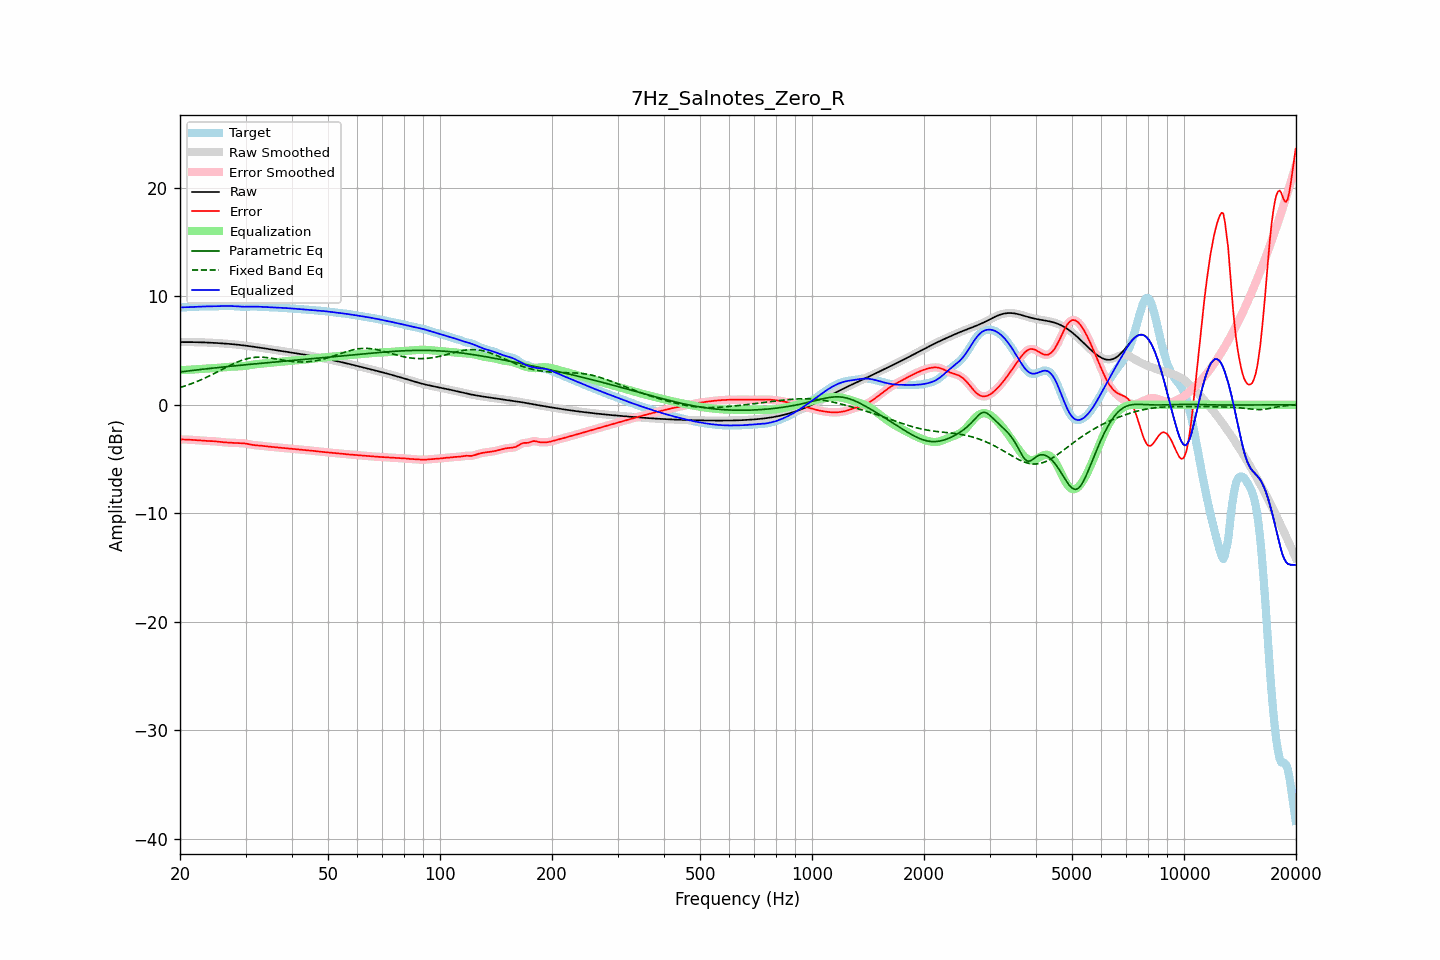 7Hz_Salnotes_Zero_R
Target
Raw Smoothed
Error Smoothed
Raw
Error
Equalization
Parametric Eq
Fixed Band Eq
Equalized
20
10
0
−10
−20
−30
−40
Amplitude (dBr)
20
50
100
200
500
1000
2000
5000
10000
20000
Frequency (Hz)